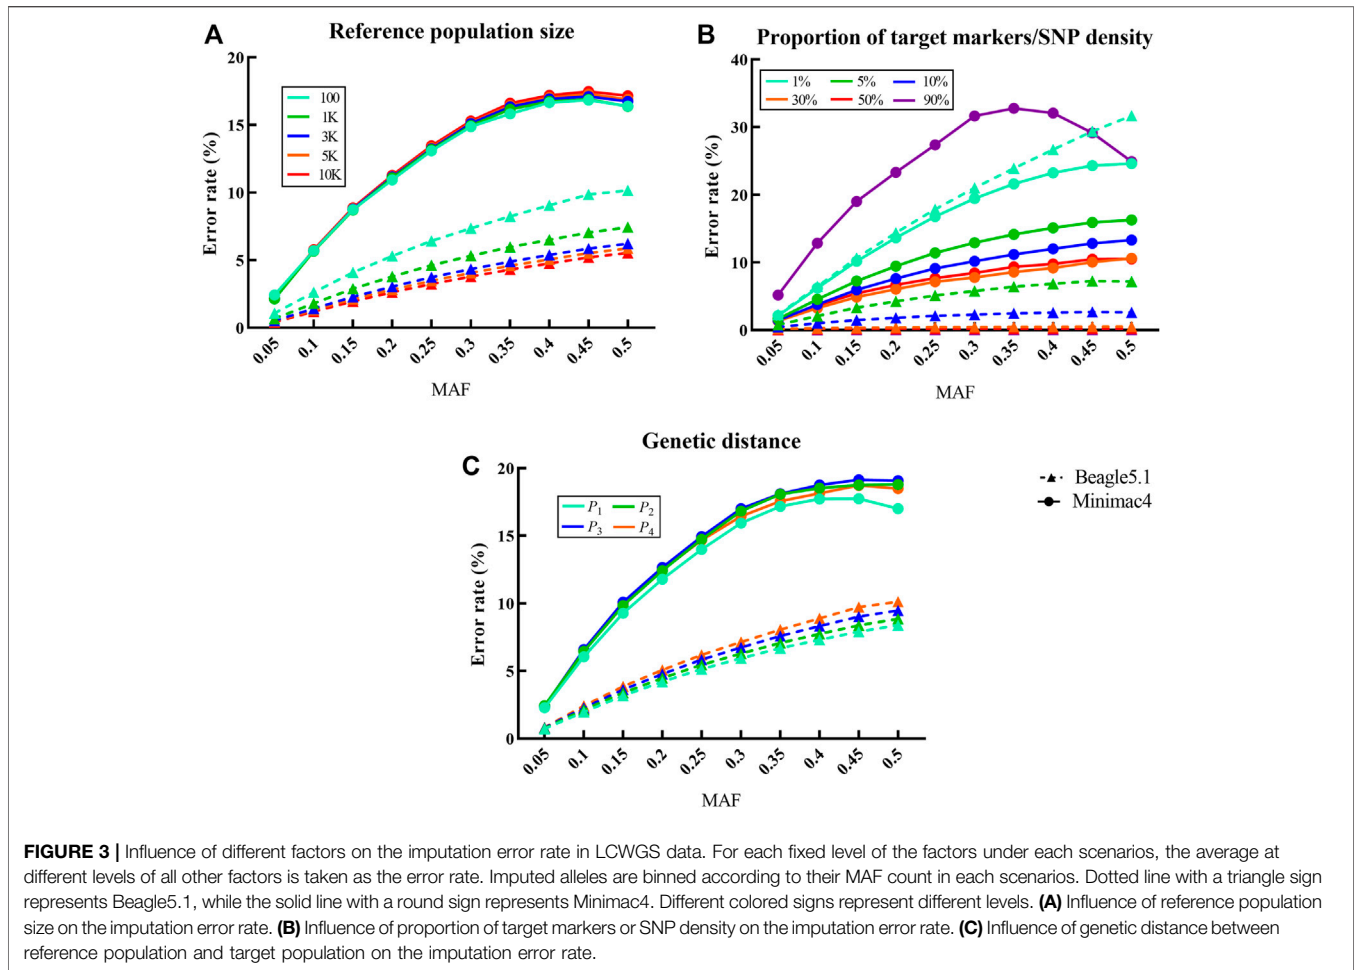 A
Reference population size
20
15
10
5
0
Error rate (%)
100
1K
3K
5K
10K
0.05
0.1
0.15
0.2
0.25
0.3
0.35
0.4
0.45
0.5
MAF
B
Proportion of target markers/SNP density
40
30
20
10
0
Error rate (%)
1% 5% 10%
30% 50% 90%
0.05
0.1
0.15
0.2
0.25
0.3
0.35
0.4
0.45
0.5
MAF
C
Genetic distance
20
15
10
5
0
Error rate (%)
P1 P2
P3 P4
0.05
0.1
0.15
0.2
0.25
0.3
0.35
0.4
0.45
0.5
MAF
Beagle5.1
Minimac4
FIGURE 3 | Influence of different factors on the imputation error rate in LCWGS data. For each fixed level of the factors under each scenarios, the average at
different levels of all other factors is taken as the error rate. Imputed alleles are binned according to their MAF count in each scenarios. Dotted line with a triangle sign
represents Beagle5.1, while the solid line with a round sign represents Minimac4. Different colored signs represent different levels. (A) Influence of reference population
size on the imputation error rate. (B) Influence of proportion of target markers or SNP density on the imputation error rate. (C) Influence of genetic distance between
reference population and target population on the imputation error rate.